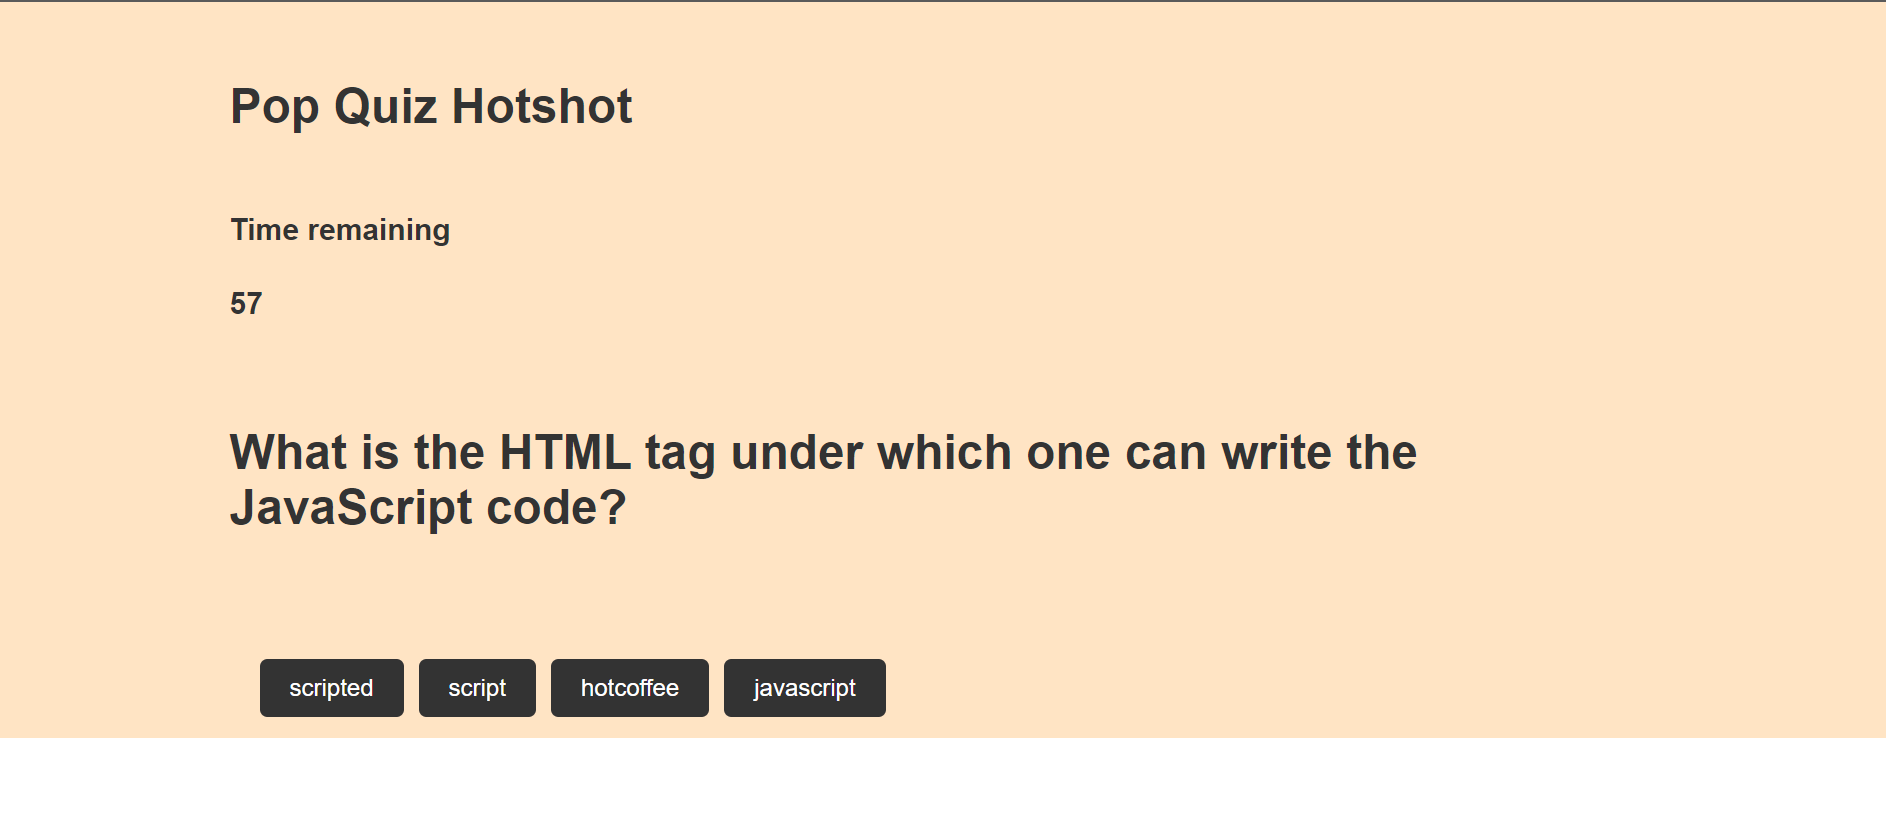 Pop Quiz Hotshot
Time remaining
57
What is the HTML tag under which one can write the
JavaScript code?
scripted script hotcoffee javascript